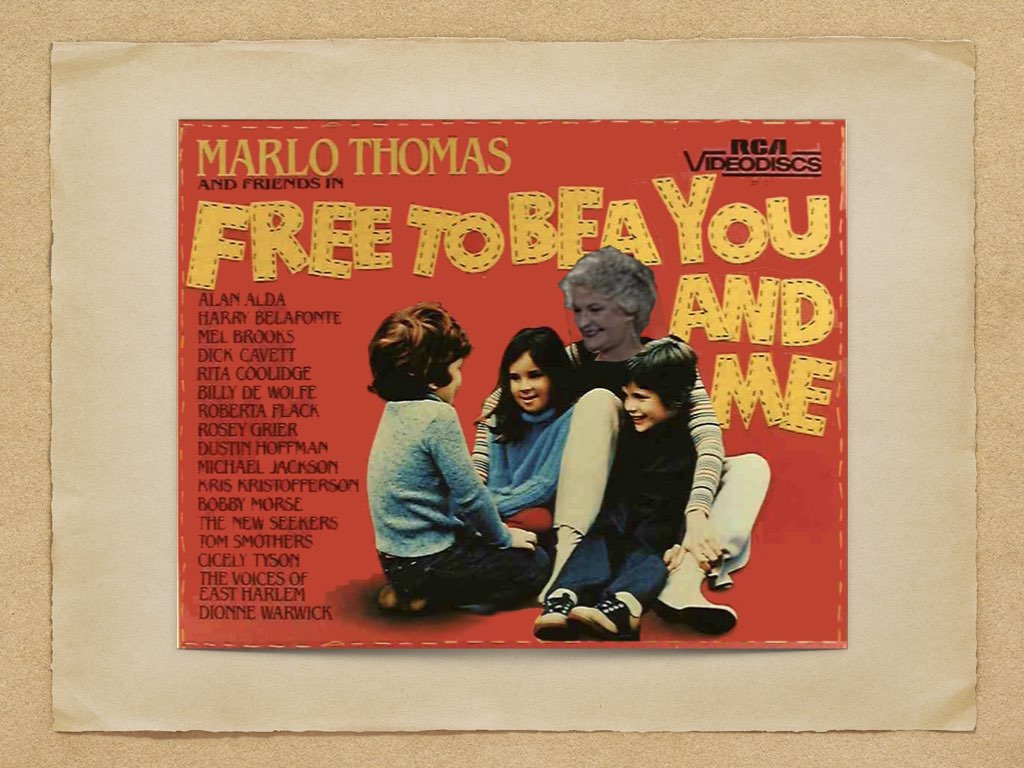 MARLO THOMAS
AND FRIENDS IN
RCA
VIDEODISCS
FREE TO BEA YOU
AND
ME
ALAN ALDA
HARRY BELAFONTE
MEL BROOKS
DICK CAVETT
RITA COOLIDGE
BILLY DE WOLFE
ROBERTA FLACK
ROSEY GRIER
DUSTIN HOFFMAN
MICHAEL JACKSON
KRIS KRISTOFFERSON
BOBBY MORSE
THE NEW SEEKERS
TOM SMOTHERS
CICELY TYSON
THE VOICES OF
EAST HARLEM
DIONNE WARWICK